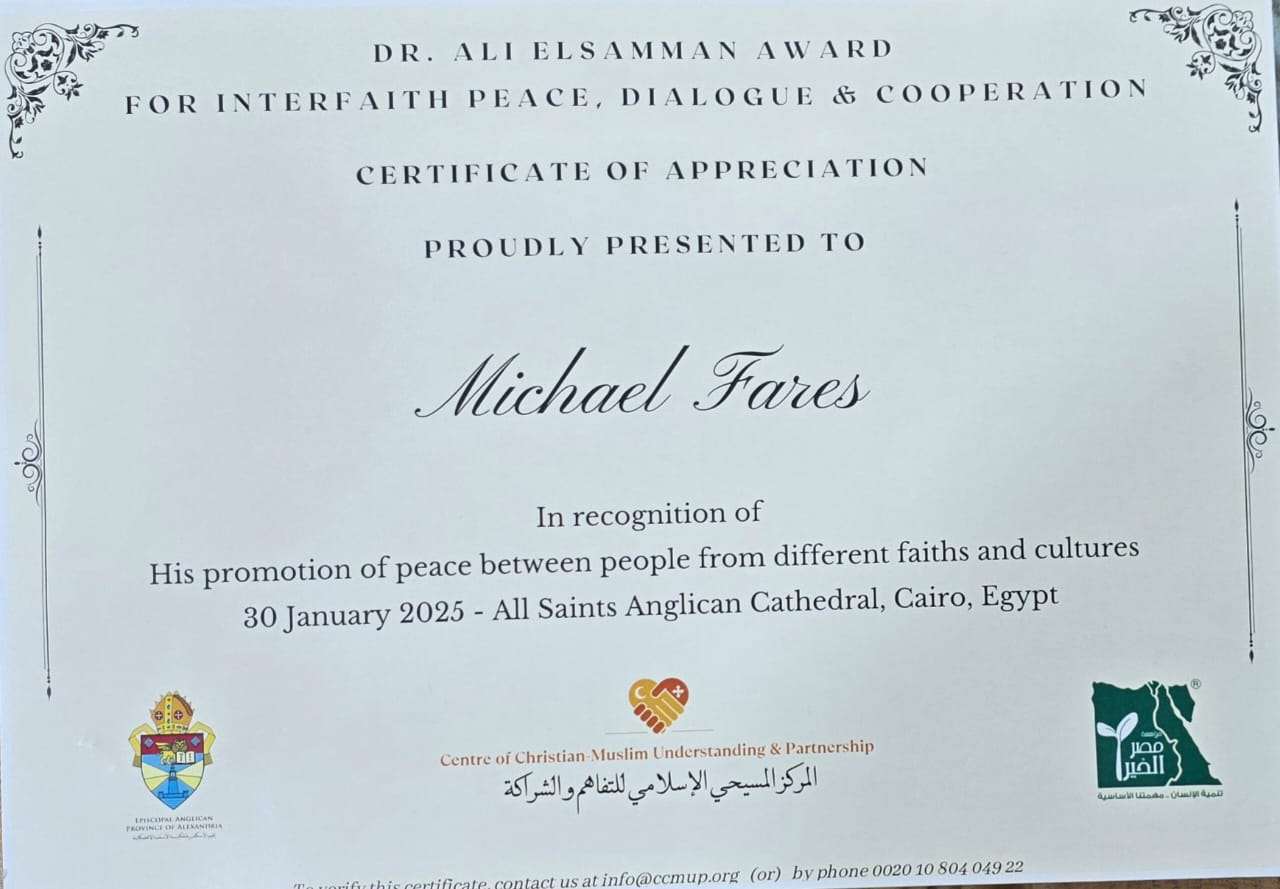 DR. ALI ELSAMMAN AWARD
FOR INTERFAITH PEACE, DIALOGUE & COOPERATION
CERTIFICATE OF APPRECIATION
PROUDLY PRESENTED TO
Michael Fares
In recognition of
His promotion of peace between people from different faiths and cultures
30 January 2025 - All Saints Anglican Cathedral, Cairo, Egypt
Centre of Christian-Muslim Understanding & Partnership
المركز المسيحي الإسلامي للتفاهم والشراكة
EPISCOPAL ANGLICAN
PROVINCE OF ALEXANDRIA
®
مؤسسة
مصر
الخير
تنمية الإنسان .. مهمتنا الأساسية
To verify this certificate, contact us at info@ccmup.org (or) by phone 0020 10 804 049 22